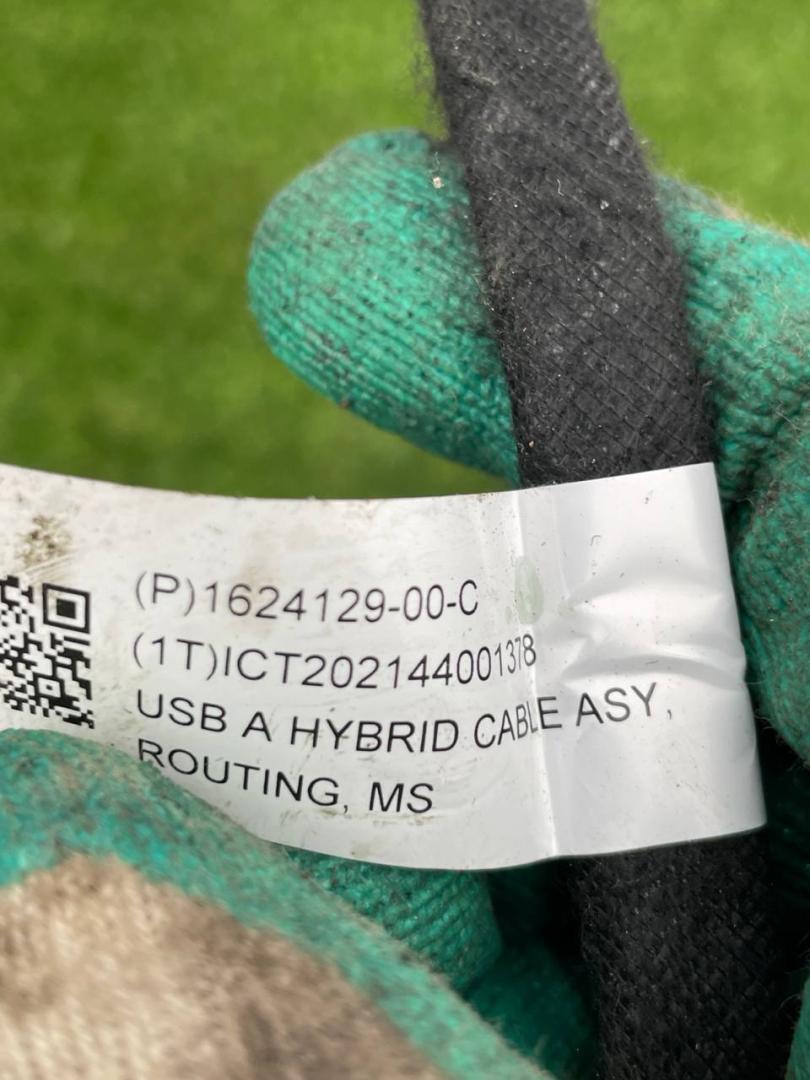 (P)1624129-00-C
(1T)ICT202144001378
USB A HYBRID CABLE ASY,
ROUTING, MS